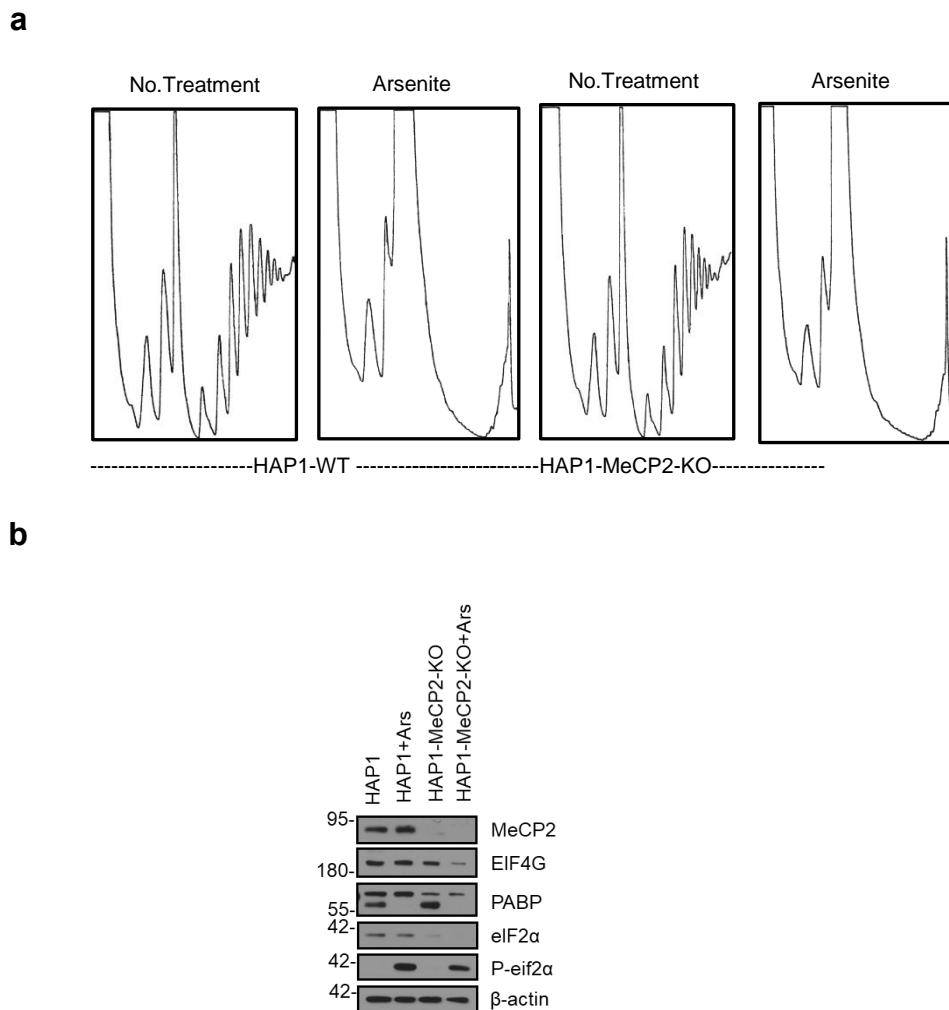 a
No.Treatment Arsenite No.Treatment Arsenite
-----------------------HAP1-WT --------------------------HAP1-MeCP2-KO----------------
b
HAP1
HAP1+Ars
HAP1-MeCP2-KO
HAP1-MeCP2-KO+Ars
95- MeCP2
180- EIF4G
55- PABP
42- eIF2α
42- P-eif2α
42- β-actin